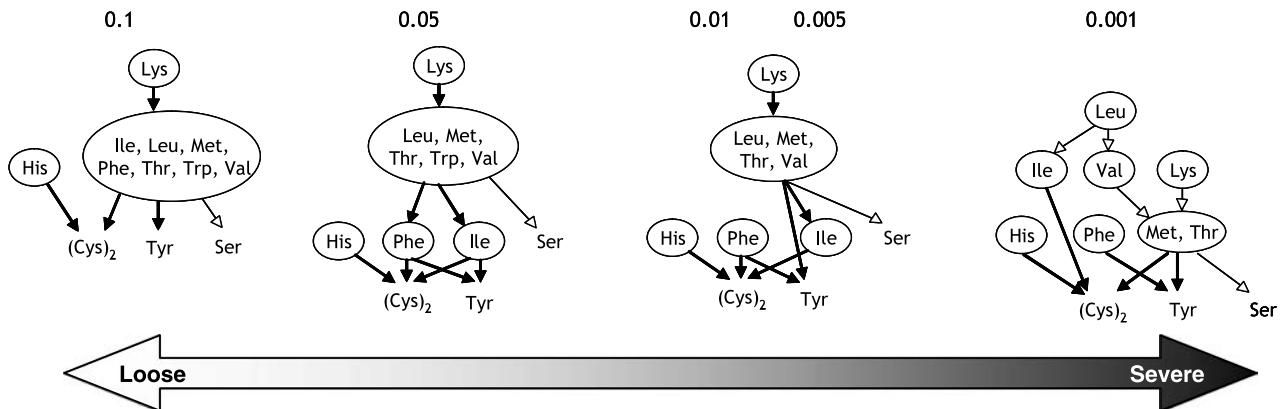 0.1
0.05
0.01
0.005
0.001
Lys
Ile, Leu, Met,
Phe, Thr, Trp, Val
His
(Cys)2
Tyr
Ser
Lys
Leu, Met,
Thr, Trp, Val
His
Phe
Ile
Ser
(Cys)2
Tyr
Lys
Leu, Met,
Thr, Val
His
Phe
Ile
Ser
(Cys)2
Tyr
Leu
Ile
Val
Lys
His
Phe
Met, Thr
(Cys)2
Tyr
Ser
Loose
Severe